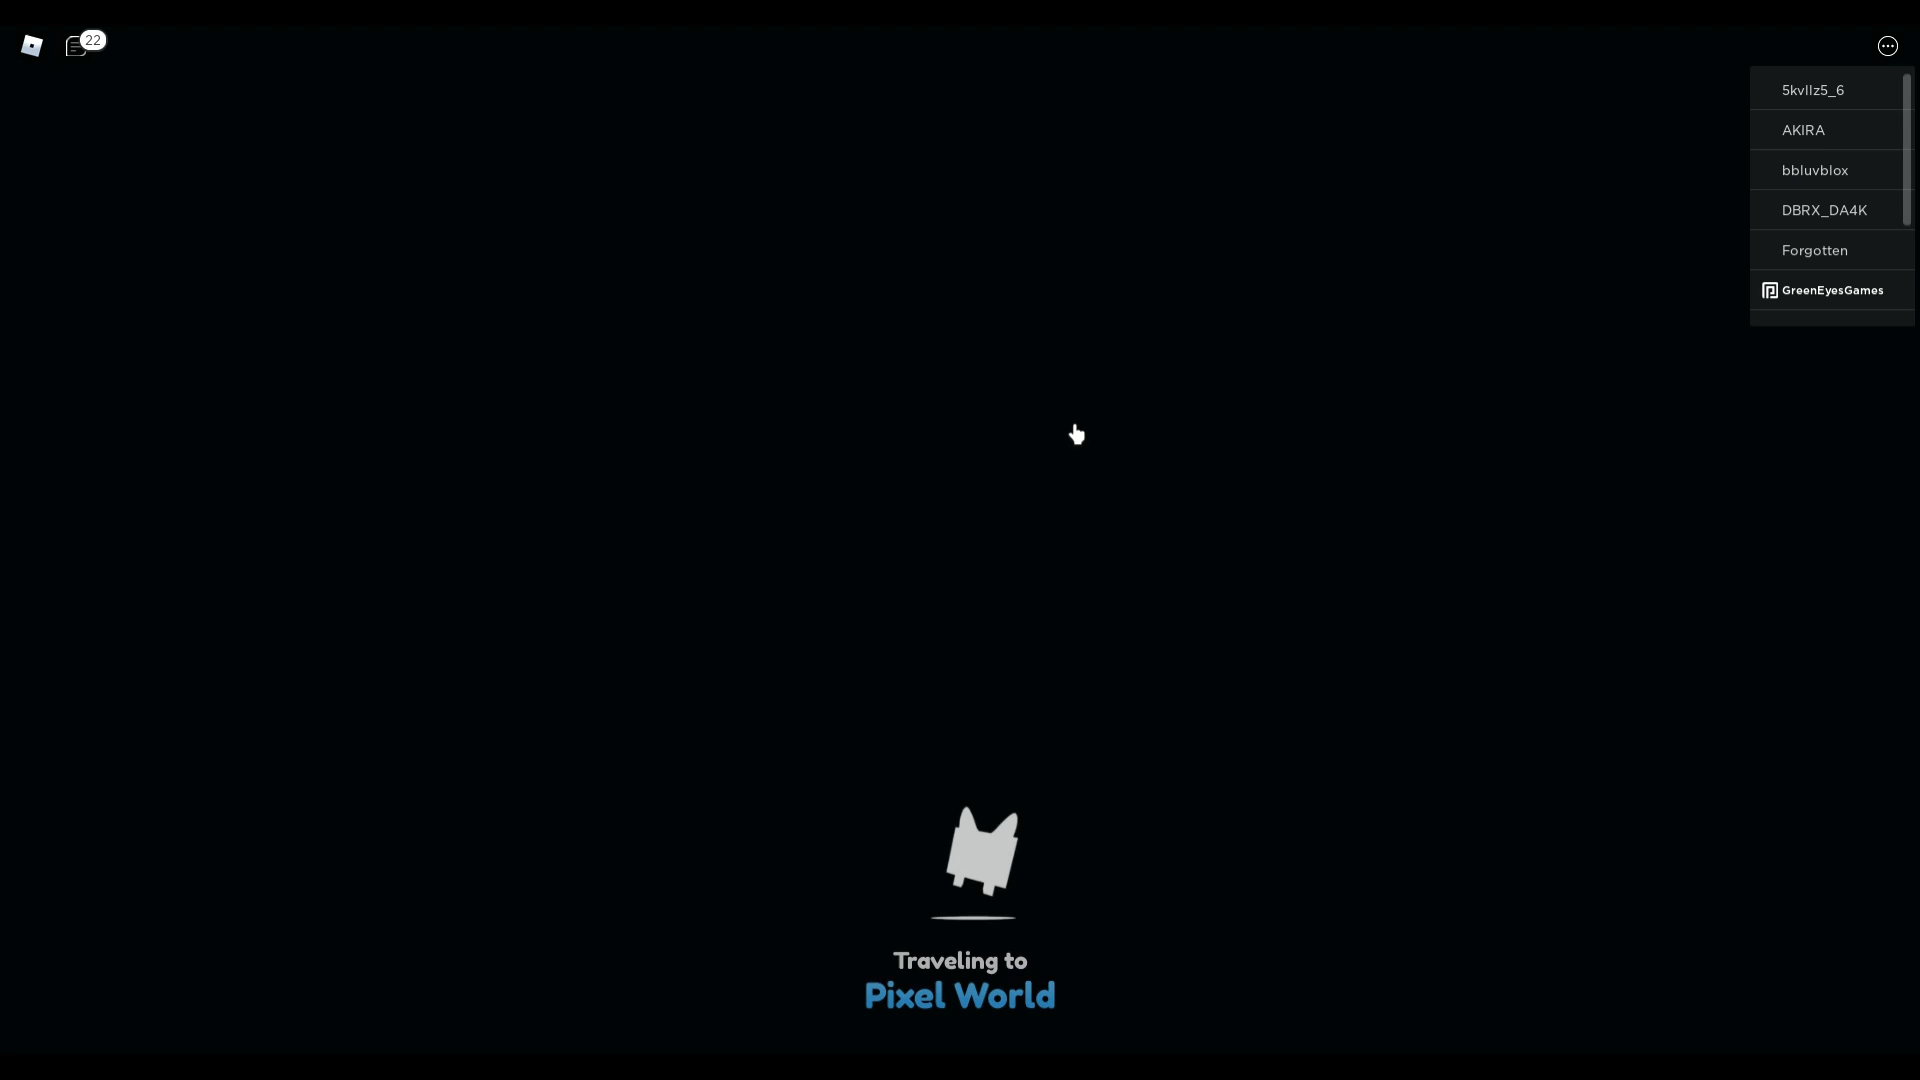 22
5kvllz5_6
AKIRA
bbluvblox
DBRX_DA4K
Forgotten
GreenEyesGames
Traveling to
Pixel World